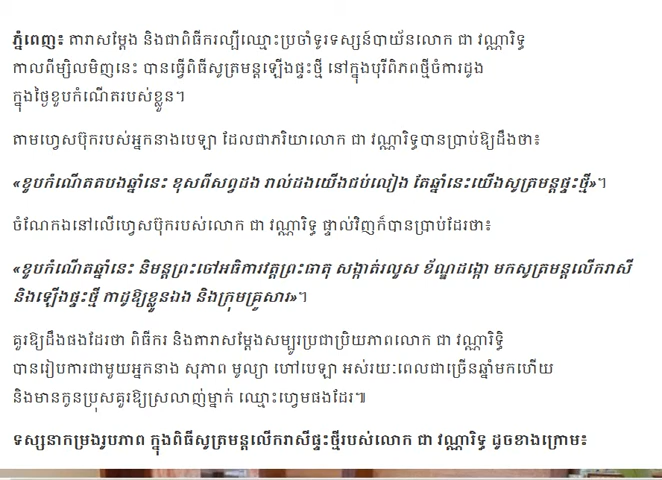 ភ្នំពេញ៖ តារាសម្ដែង និងជាពិធីករល្បីឈ្មោះប្រចាំទូរទស្សន៍បាយ័នលោក ជា វណ្ណារិទ្ធ
កាលពីម្សិលមិញនេះ បានធ្វើពិធីសូត្រមន្តឡើងផ្ទះថ្មី នៅក្នុងបុរីពិភពថ្មីចំការដូង
ក្នុងថ្ងៃខួបកំណើតរបស់ខ្លួន។
តាមហ្វេសប៊ុករបស់អ្នកនាងបេឡា ដែលជាភរិយាលោក ជា វណ្ណារិទ្ធបានប្រាប់ឱ្យដឹងថា៖
«ខួបកំណើតតបងឆ្នាំនេះ ខុសពីសព្វដង រាល់ដងយើងជប់លៀង តែឆ្នាំនេះយើងសូត្រមន្តផ្ទះថ្មី»។
ចំណែកឯនៅលើហ្វេសប៊ុករបស់លោក ជា វណ្ណារិទ្ធ ផ្ទាល់វិញក៏បានប្រាប់ដែរថា៖
«ខួបកំណើតឆ្នាំនេះ និមន្តព្រះចៅអធិការវត្តព្រះធាតុ សង្កាត់រលួស ខ័ណ្ឌដង្កោ មកសូត្រមន្តលើករាសី
និងឡើងផ្ទះថ្មី កាដូឱ្យខ្លួនឯង និងក្រុមគ្រួសារ»។
គួរឱ្យដឹងផងដែរថា ពិធីករ និងតារាសម្ដែងសម្បូរប្រជាប្រិយភាពលោក ជា វណ្ណារិទ្ធិ
បានរៀបការជាមួយអ្នកនាង សុភាព មូល្យា ហៅបេឡា អស់រយៈពេលជាច្រើនឆ្នាំមកហើយ
និងមានកូនប្រុសគួរឱ្យស្រលាញ់ម្នាក់ ឈ្មោះហ្វេមផងដែរ៕
ទស្សនាកម្រងរូបភាព ក្នុងពិធីសូត្រមន្តលើករាសីផ្ទះថ្មីរបស់លោក ជា វណ្ណារិទ្ធ ដូចខាងក្រោម៖